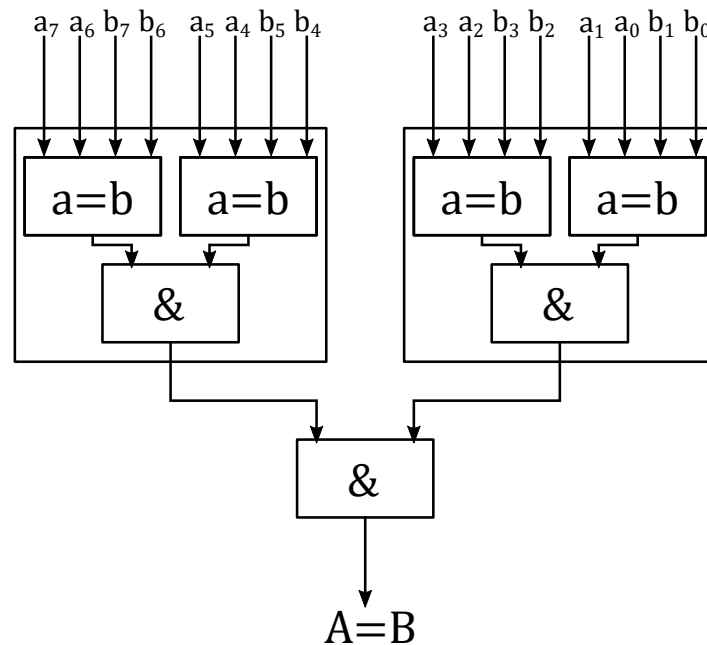 a₇ a₆ b₇ b₆ a₅ a₄ b₅ b₄ a₃ a₂ b₃ b₂ a₁ a₀ b₁ b₀
a=b a=b a=b a=b
& &
&
A=B